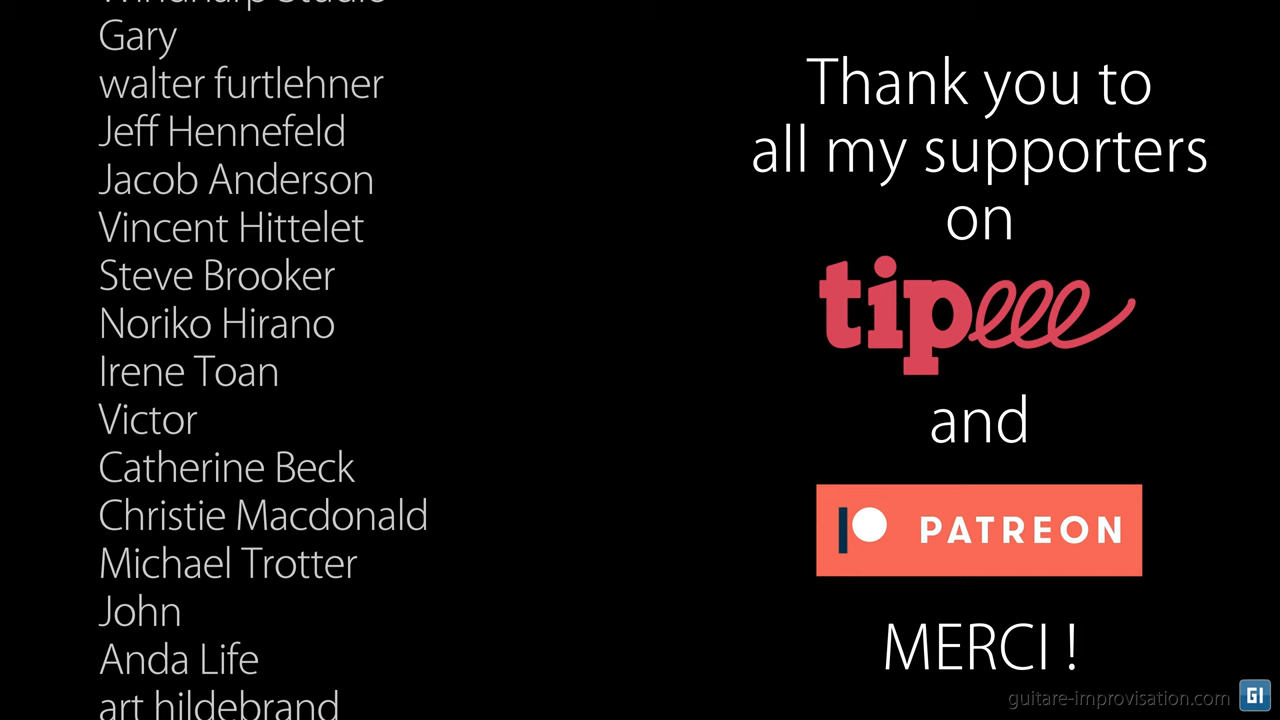 Windharp Studio
Gary
walter furtlehner
Jeff Hennefeld
Jacob Anderson
Vincent Hittelet
Steve Brooker
Noriko Hirano
Irene Toan
Victor
Catherine Beck
Christie Macdonald
Michael Trotter
John
Anda Life
art hildebrand
Thank you to
all my supporters
on
tipeee
and
PATREON
MERCI !
guitare-improvisation.com GI